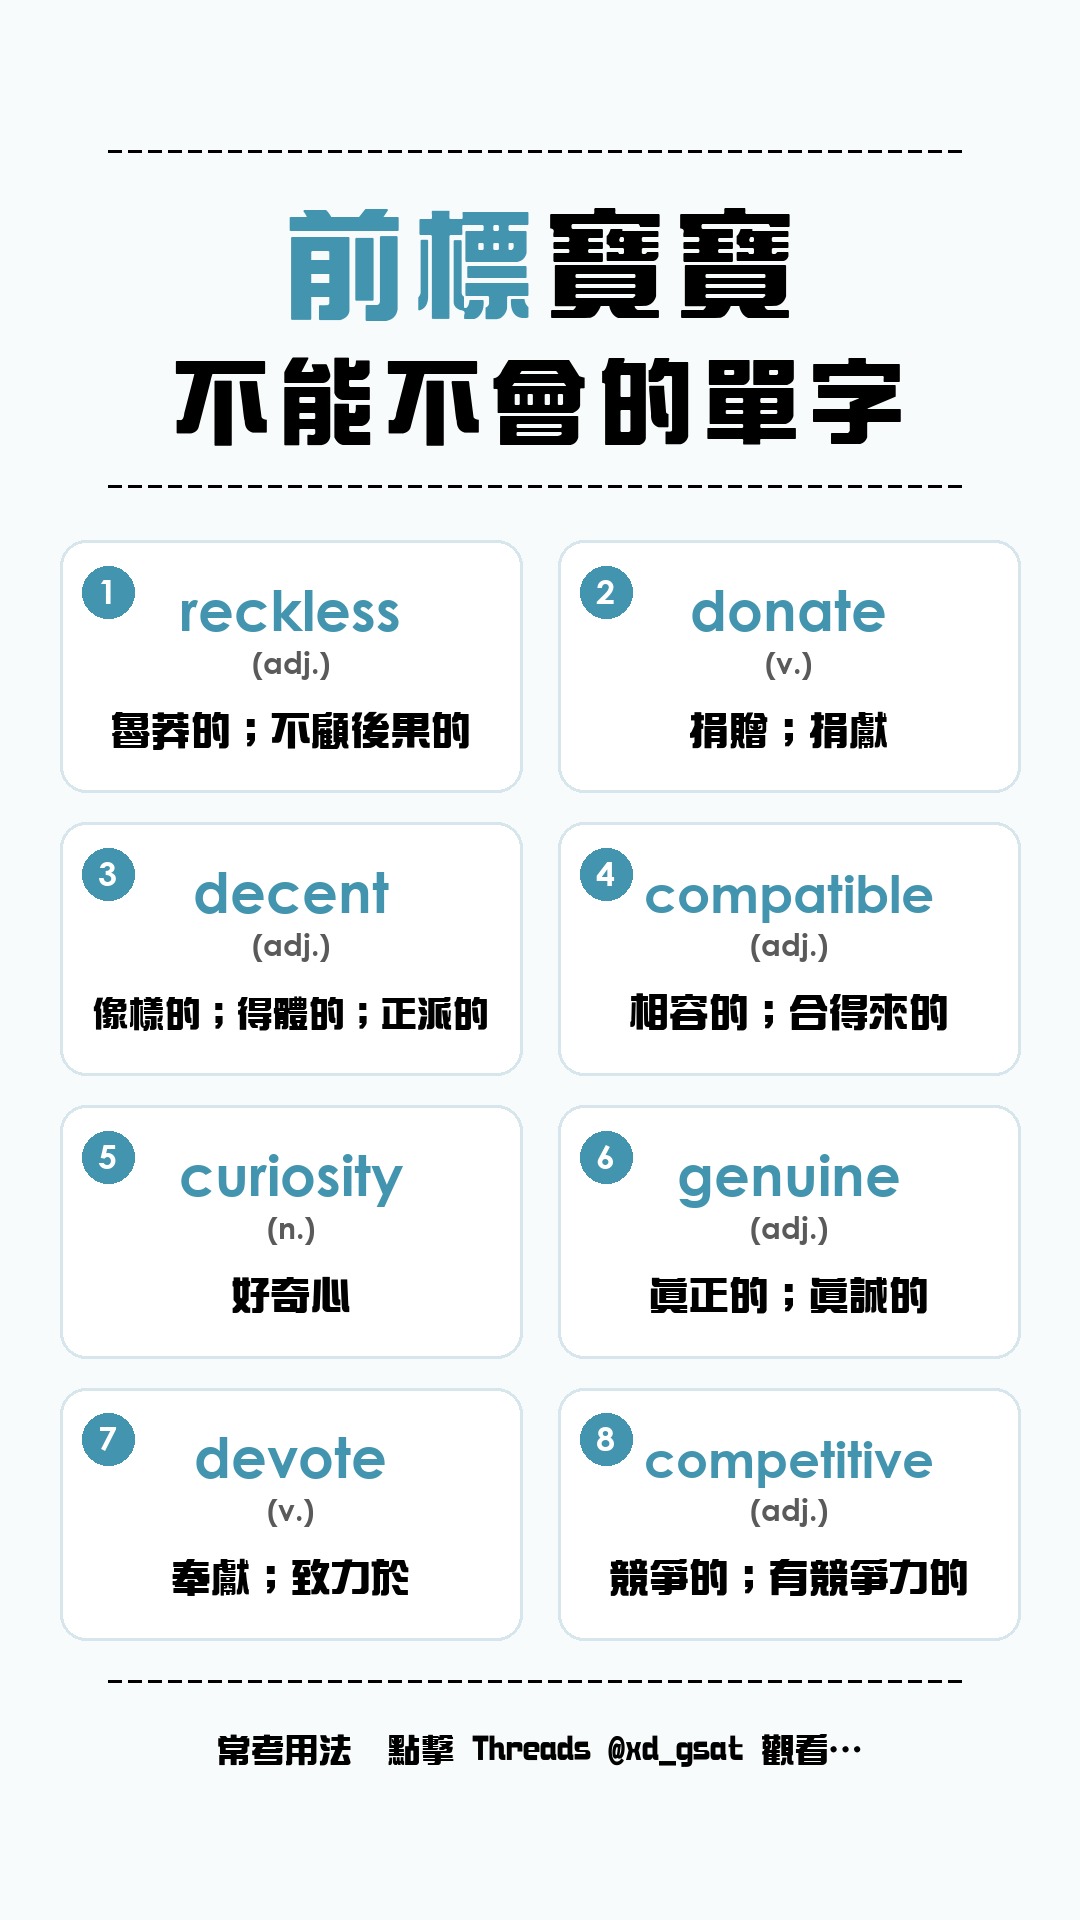 前標寶寶
不能不會的單字
1
reckless
(adj.)
魯莽的；不顧後果的
2
donate
(v.)
捐贈；捐獻
3
decent
(adj.)
像樣的；得體的；正派的
4
compatible
(adj.)
相容的；合得來的
5
curiosity
(n.)
好奇心
6
genuine
(adj.)
真正的；真誠的
7
devote
(v.)
奉獻；致力於
8
competitive
(adj.)
競爭的；有競爭力的
常考用法 點擊 Threads @xd_gsat 觀看…